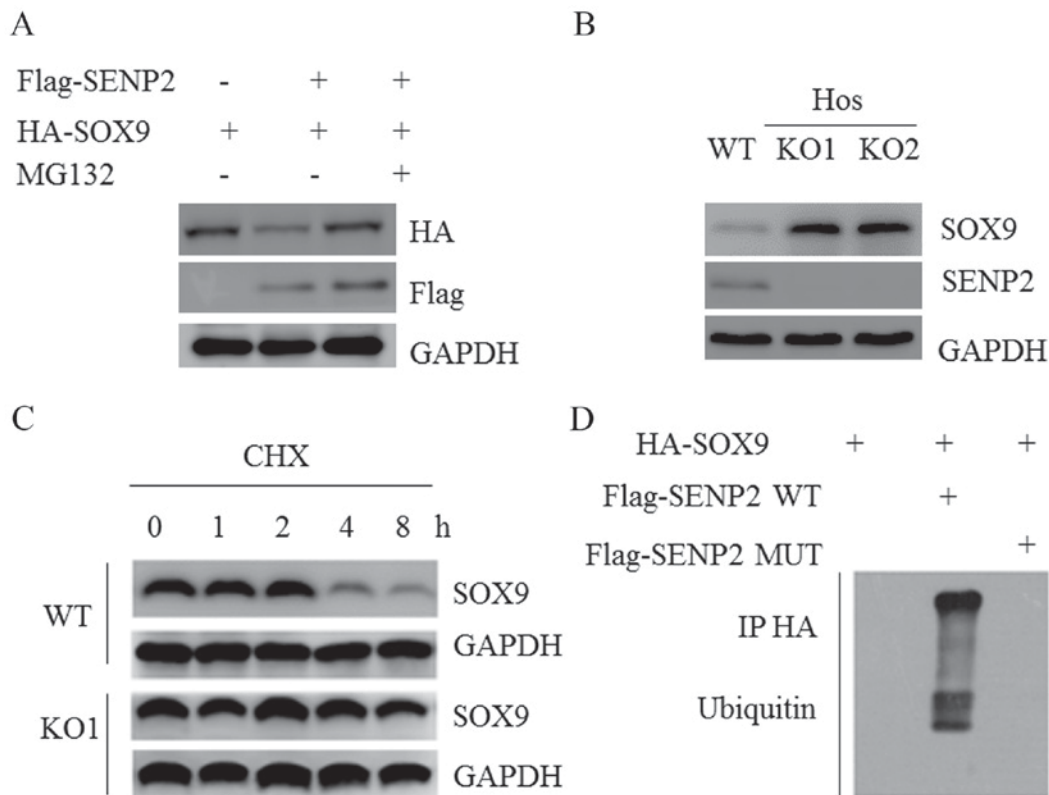 A
Flag-SENP2 - + +
HA-SOX9 + + +
MG132 - - +
HA
Flag
GAPDH
B
Hos
WT KO1 KO2
SOX9
SENP2
GAPDH
C
CHX
0 1 2 4 8 h
WT
SOX9
GAPDH
KO1
SOX9
GAPDH
D
HA-SOX9 + + +
Flag-SENP2 WT +
Flag-SENP2 MUT +
IP HA
Ubiquitin